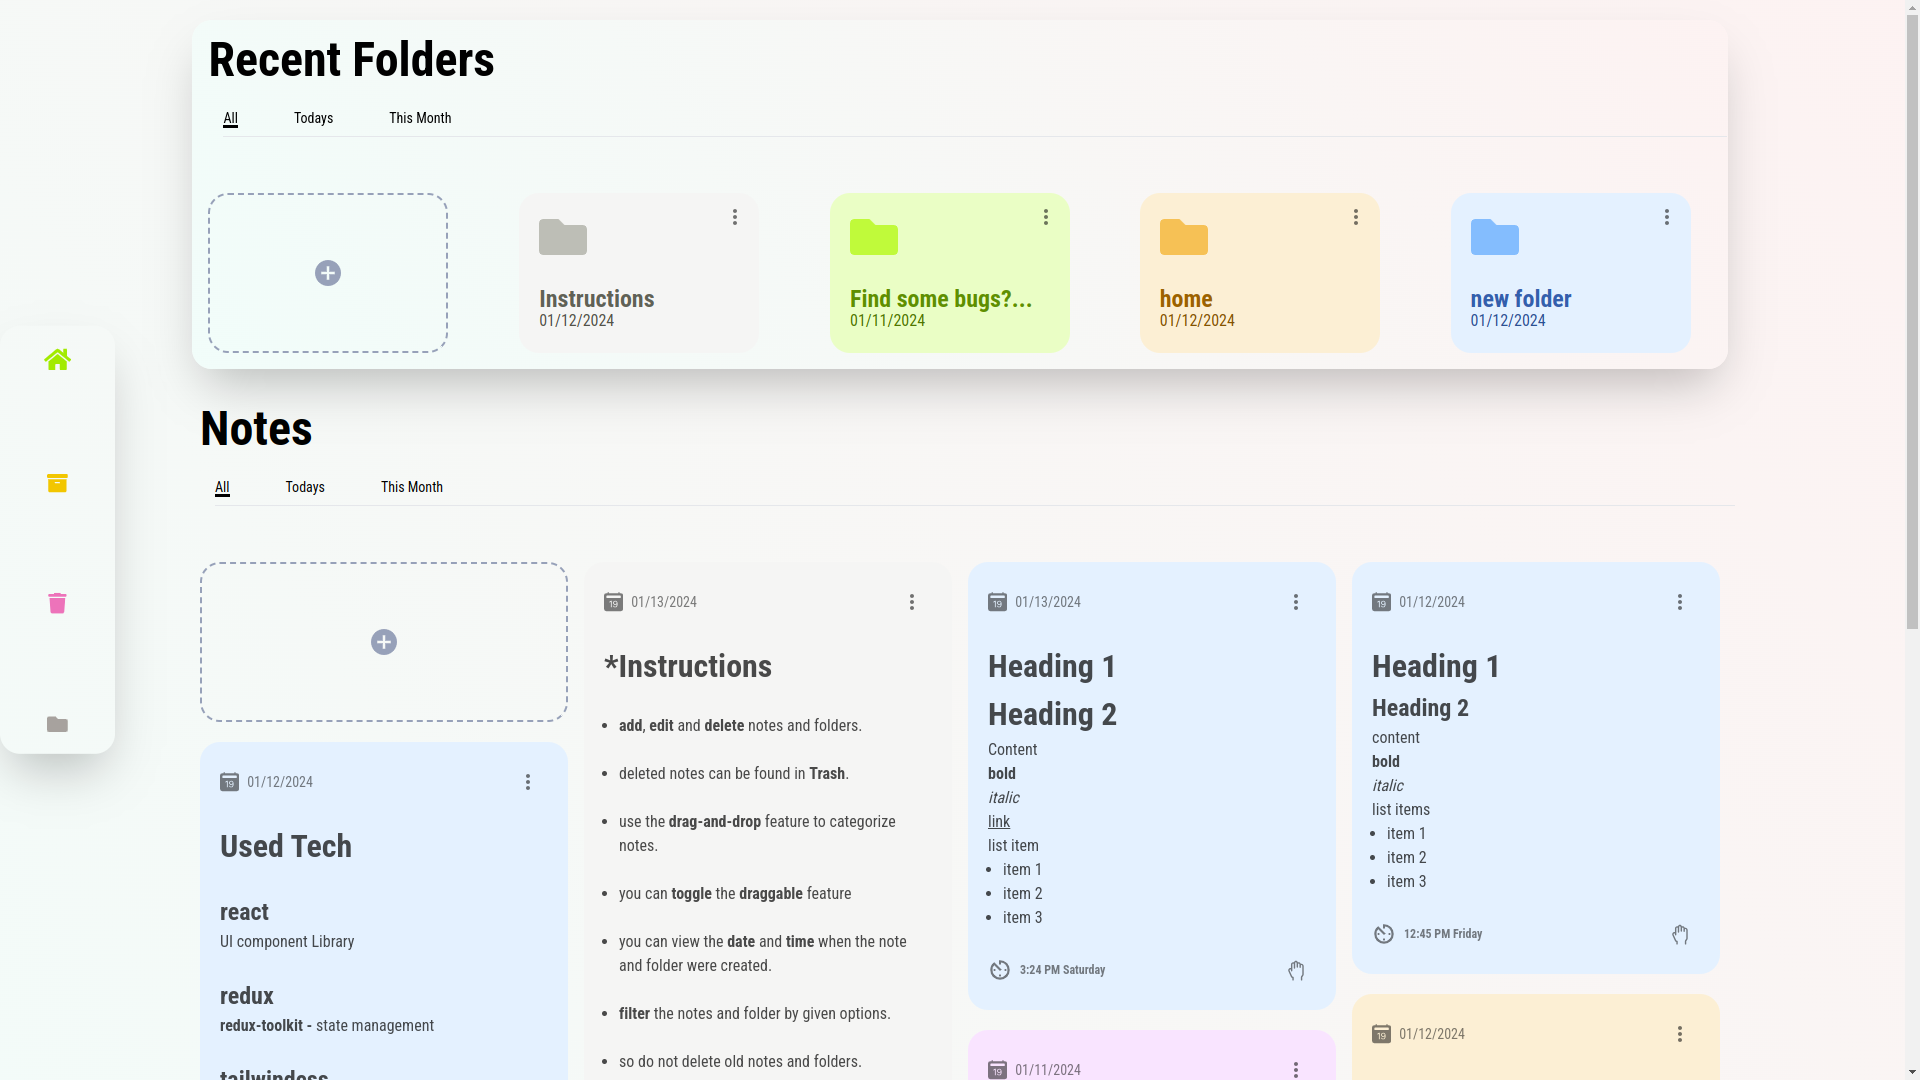 Recent Folders
All Todays This Month
Instructions
01/12/2024
Find some bugs?...
01/11/2024
home
01/12/2024
new folder
01/12/2024
Notes
All Todays This Month
19 01/12/2024
Used Tech
react
UI component Library
redux
redux-toolkit - state management
tailwindcss
19 01/13/2024
*Instructions
• add, edit and delete notes and folders.
• deleted notes can be found in Trash.
• use the drag-and-drop feature to categorize
notes.
• you can toggle the draggable feature
• you can view the date and time when the note
and folder were created.
• filter the notes and folder by given options.
• so do not delete old notes and folders.
19 01/13/2024
Heading 1
Heading 2
Content
bold
italic
link
list item
• item 1
• item 2
• item 3
3:24 PM Saturday
19 01/11/2024
19 01/12/2024
Heading 1
Heading 2
content
bold
italic
list items
• item 1
• item 2
• item 3
12:45 PM Friday
19 01/12/2024